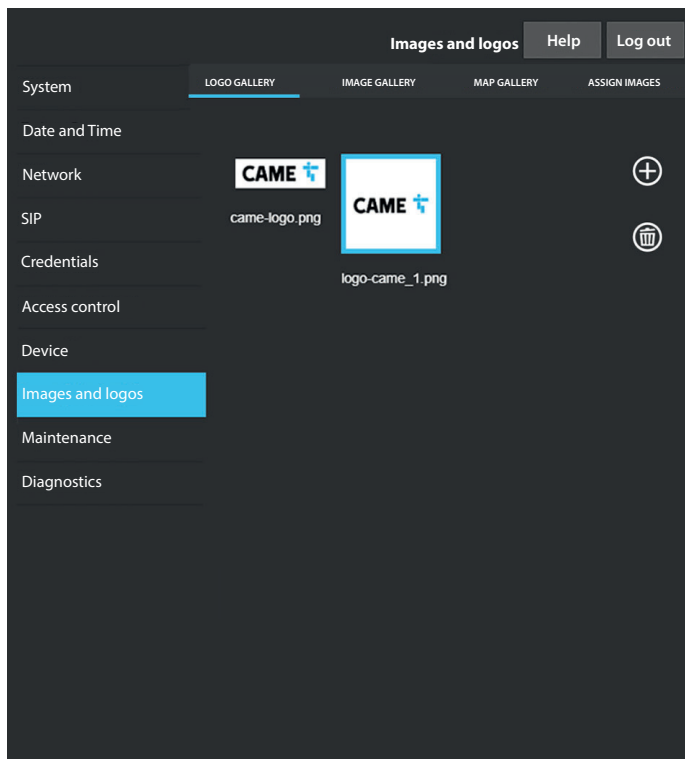 Images and logos
Help
Log out
System
Date and Time
Network
SIP
Credentials
Access control
Device
Images and logos
Maintenance
Diagnostics
LOGO GALLERY
IMAGE GALLERY
MAP GALLERY
ASSIGN IMAGES
CAME
came-logo.png
CAME
logo-came_1.png